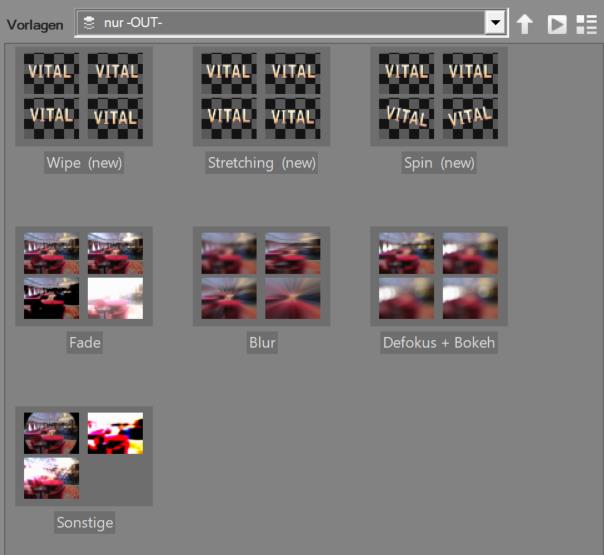 Vorlagen nur -OUT-
VITAL VITAL VITAL VITAL VITAL VITAL
VITAL VITAL VITAL VITAL VITAL VITAL
Wipe (new) Stretching (new) Spin (new)
Fade Blur Defokus + Bokeh
Sonstige